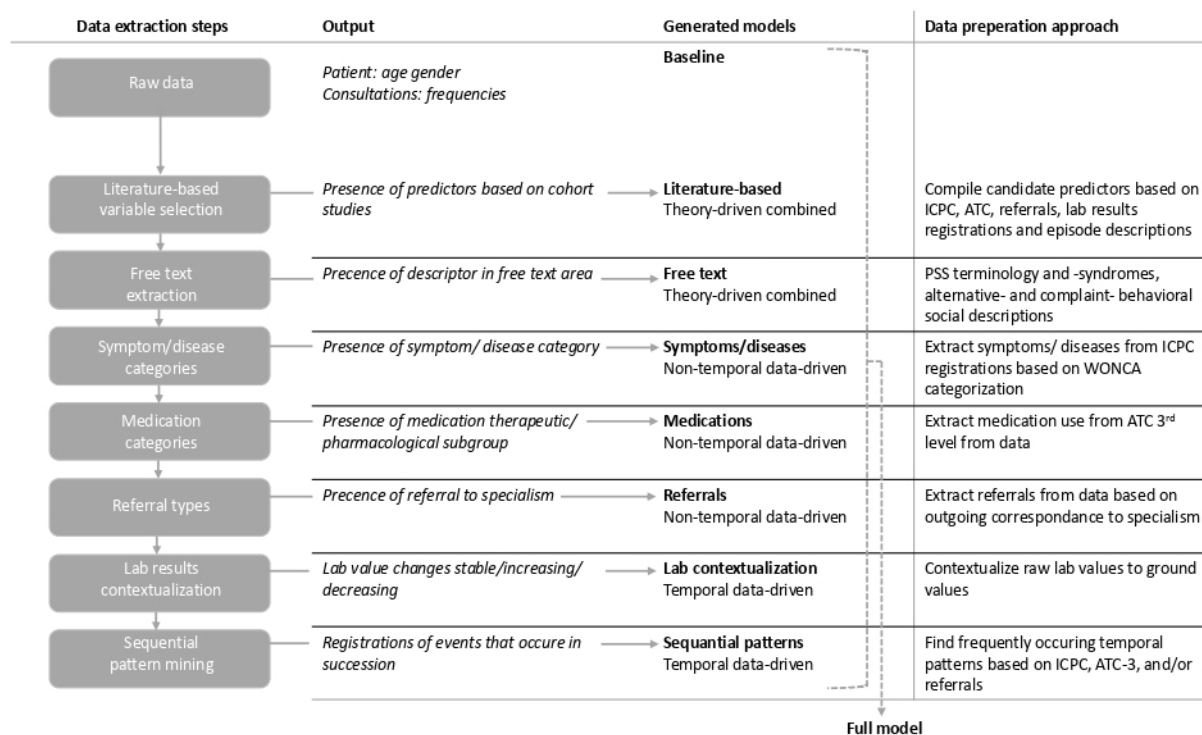 Data extraction steps
Output
Generated models
Data preperation approach
Raw data
Patient: age gender
Consultations: frequencies
Baseline
Literature-based
variable selection
Presence of predictors based on cohort
studies
Literature-based
Theory-driven combined
Compile candidate predictors based on
ICPC, ATC, referrals, lab results
registrations and episode descriptions
Free text
extraction
Precence of descriptor in free text area
Free text
Theory-driven combined
PSS terminology and -syndromes,
alternative- and complaint- behavioral
social descriptions
Symptom/disease
categories
Presence of symptom/ disease category
Symptoms/diseases
Non-temporal data-driven
Extract symptoms/ diseases from ICPC
registrations based on WONCA
categorization
Medication
categories
Presence of medication therapeutic/
pharmacological subgroup
Medications
Non-temporal data-driven
Extract medication use from ATC 3rd
level from data
Referral types
Precence of referral to specialism
Referrals
Non-temporal data-driven
Extract referrals from data based on
outgoing correspondance to specialism
Lab results
contextualization
Lab value changes stable/increasing/
decreasing
Lab contextualization
Temporal data-driven
Contextualize raw lab values to ground
values
Sequential
pattern mining
Registrations of events that occure in
succession
Sequantial patterns
Temporal data-driven
Find frequently occuring temporal
patterns based on ICPC, ATC-3, and/or
referrals
Full model